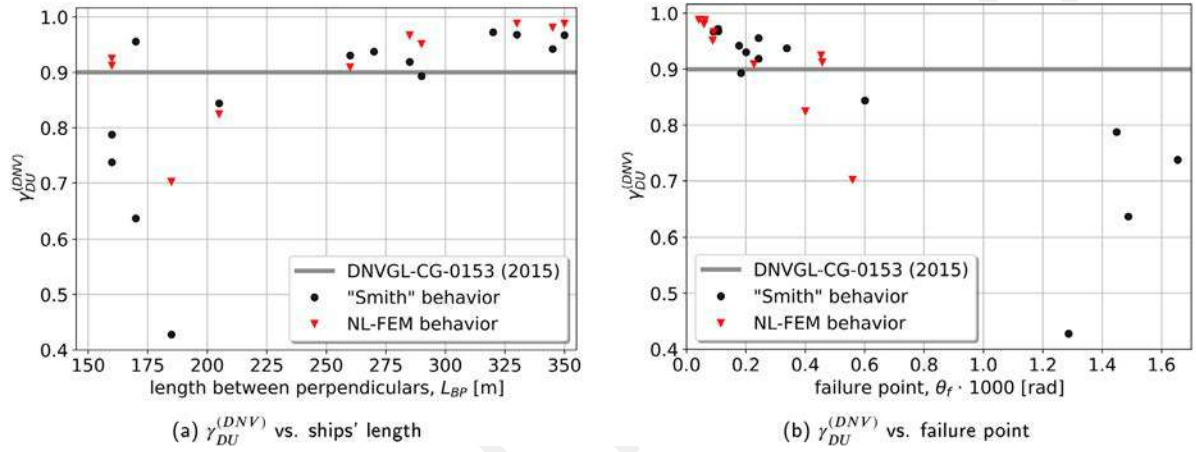 1.0
0.9
0.8
0.7
0.6
0.5
0.4
γ_DU^(DNV)
DNVGL-CG-0153 (2015)
"Smith" behavior
NL-FEM behavior
150 175 200 225 250 275 300 325 350
length between perpendiculars, L_BP [m]
(a) γ_DU^(DNV) vs. ships' length
1.0
0.9
0.8
0.7
0.6
0.5
0.4
γ_DU^(DNV)
DNVGL-CG-0153 (2015)
"Smith" behavior
NL-FEM behavior
0.0 0.2 0.4 0.6 0.8 1.0 1.2 1.4 1.6
failure point, θ_f · 1000 [rad]
(b) γ_DU^(DNV) vs. failure point